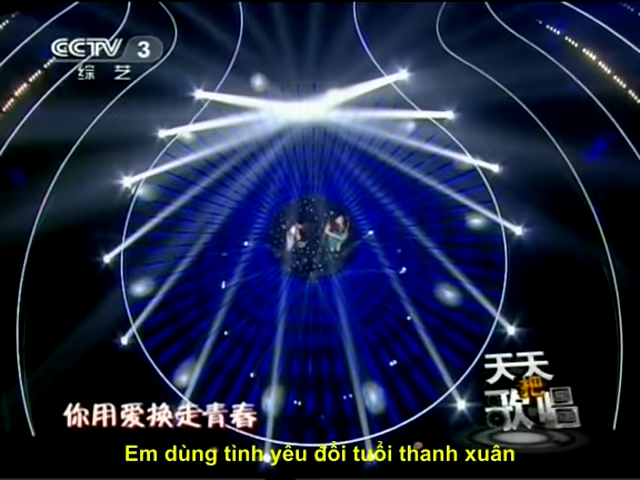 CCTV 3
综艺
天天
把
歌唱
你用爱换走青春
Em dùng tình yêu đổi tuổi thanh xuân